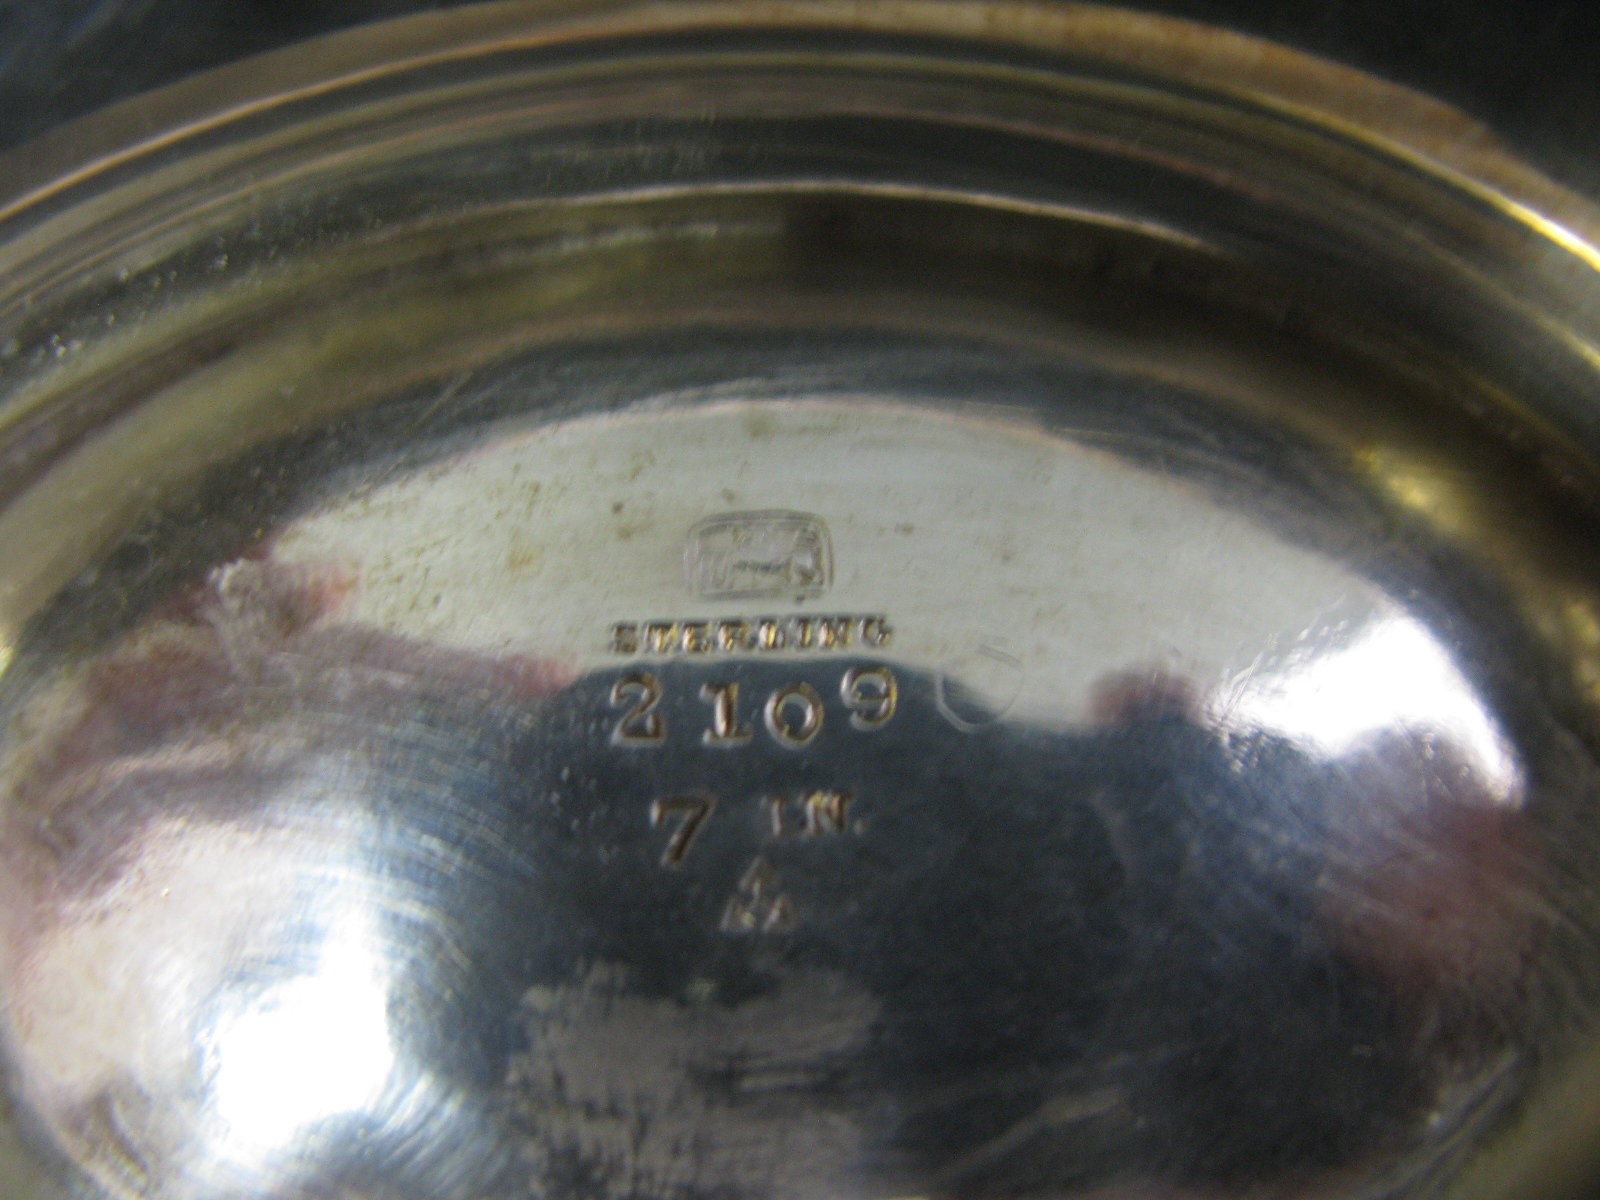 STERLING
2109
7 IN.